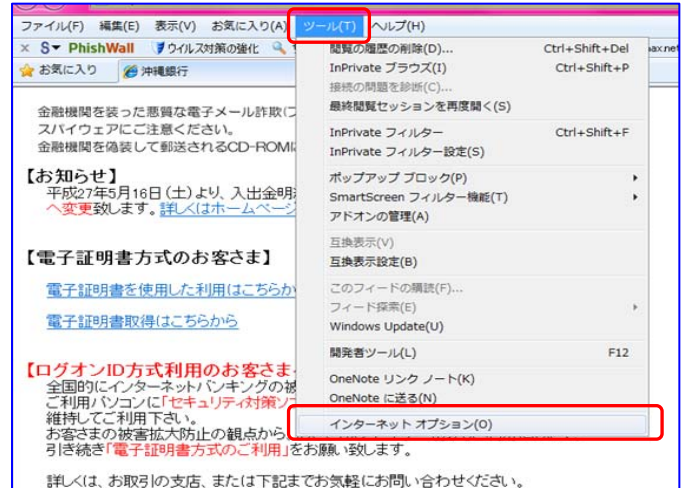 ファイル(F) 編集(E) 表示(V) お気に入り(A) ツール(T) ヘルプ(H)
× S PhishWall ウイルス対策の強化
お気に入り 沖縄銀行
閲覧の履歴の削除(D)... Ctrl+Shift+Del
InPrivate ブラウズ(I) Ctrl+Shift+P
接続の問題を診断(C)...
最終閲覧セッションを再度開く(S)
InPrivate フィルター Ctrl+Shift+F
InPrivate フィルター設定(S)
ポップアップ ブロック(P)
SmartScreen フィルター機能(T)
アドオンの管理(A)
互換表示(V)
互換表示設定(B)
このフィードの購読(F)...
フィード探索(E)
Windows Update(U)
開発者ツール(L) F12
OneNote リンク ノート(K)
OneNote に送る(N)
インターネット オプション(O)
金融機関を装った悪質な電子メール詐欺(フ
スパイウェアにご注意ください。
金融機関を偽装して郵送されるCD-ROM
【お知らせ】
平成27年5月16日(土)より、入出金明
へ変更致します。詳しくはホームページ
【電子証明書方式のお客さま】
電子証明書を使用した利用はこちらか
電子証明書取得はこちらから
【ログオンID方式利用のお客さま
全国的にインターネットバンキングの被
ご利用パソコンに「セキュリティ対策ソフ
維持してご利用下さい。
お客さまの被害拡大防止の観点から
引き続き「電子証明書方式のご利用」をお願い致します。
詳しくは、お取引の支店、または下記までお気軽にお問い合わせください。